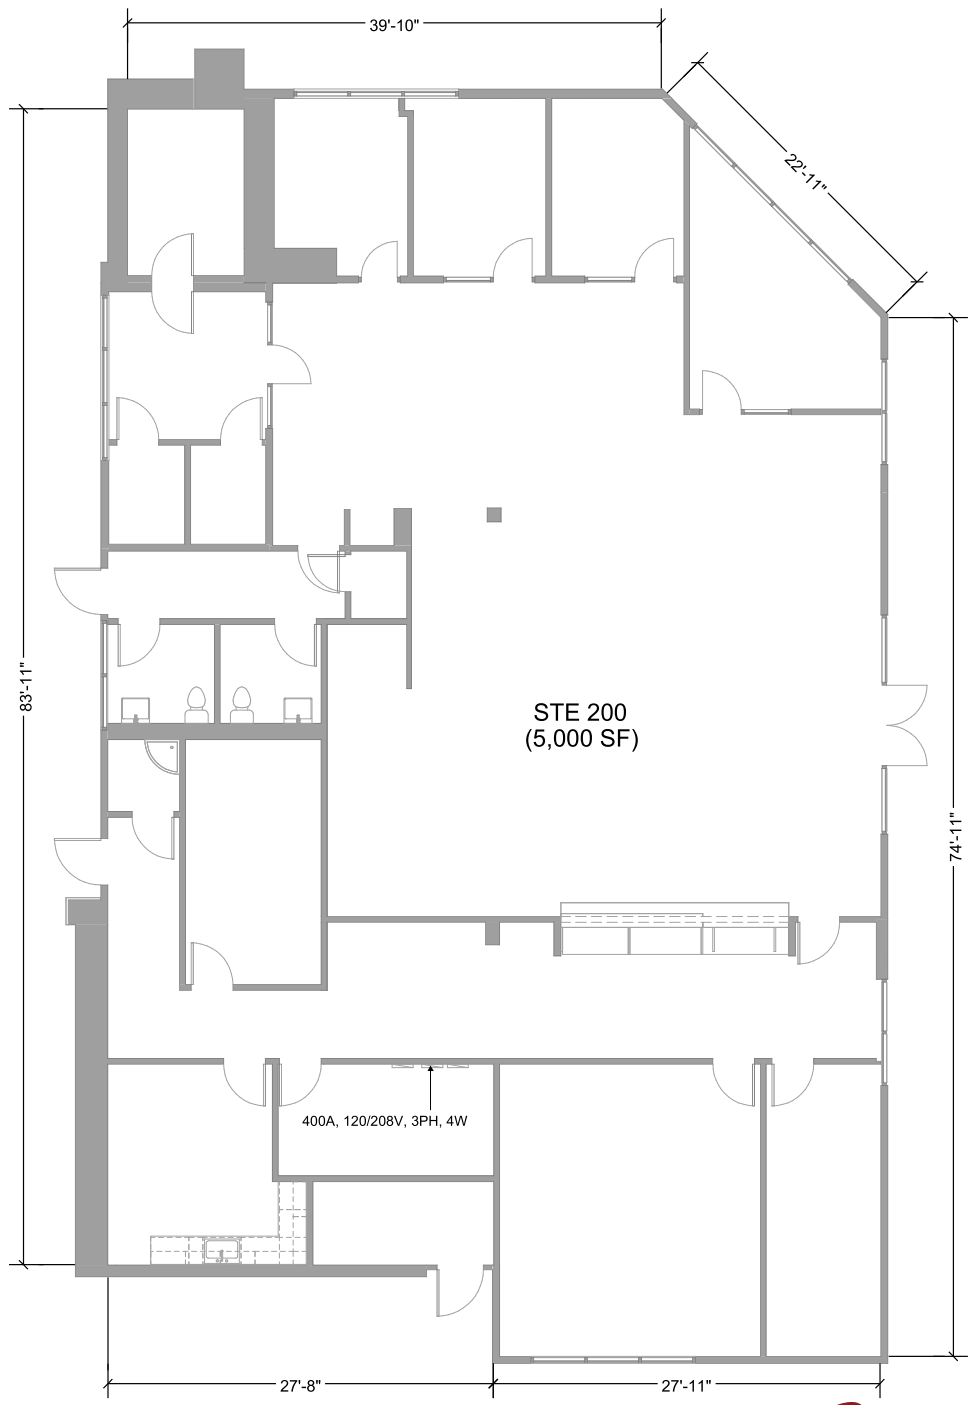 39'-10"
22'-11"
83'-11"
STE 200
(5,000 SF)
74'-11"
400A, 120/208V, 3PH, 4W
27'-8"
27'-11"